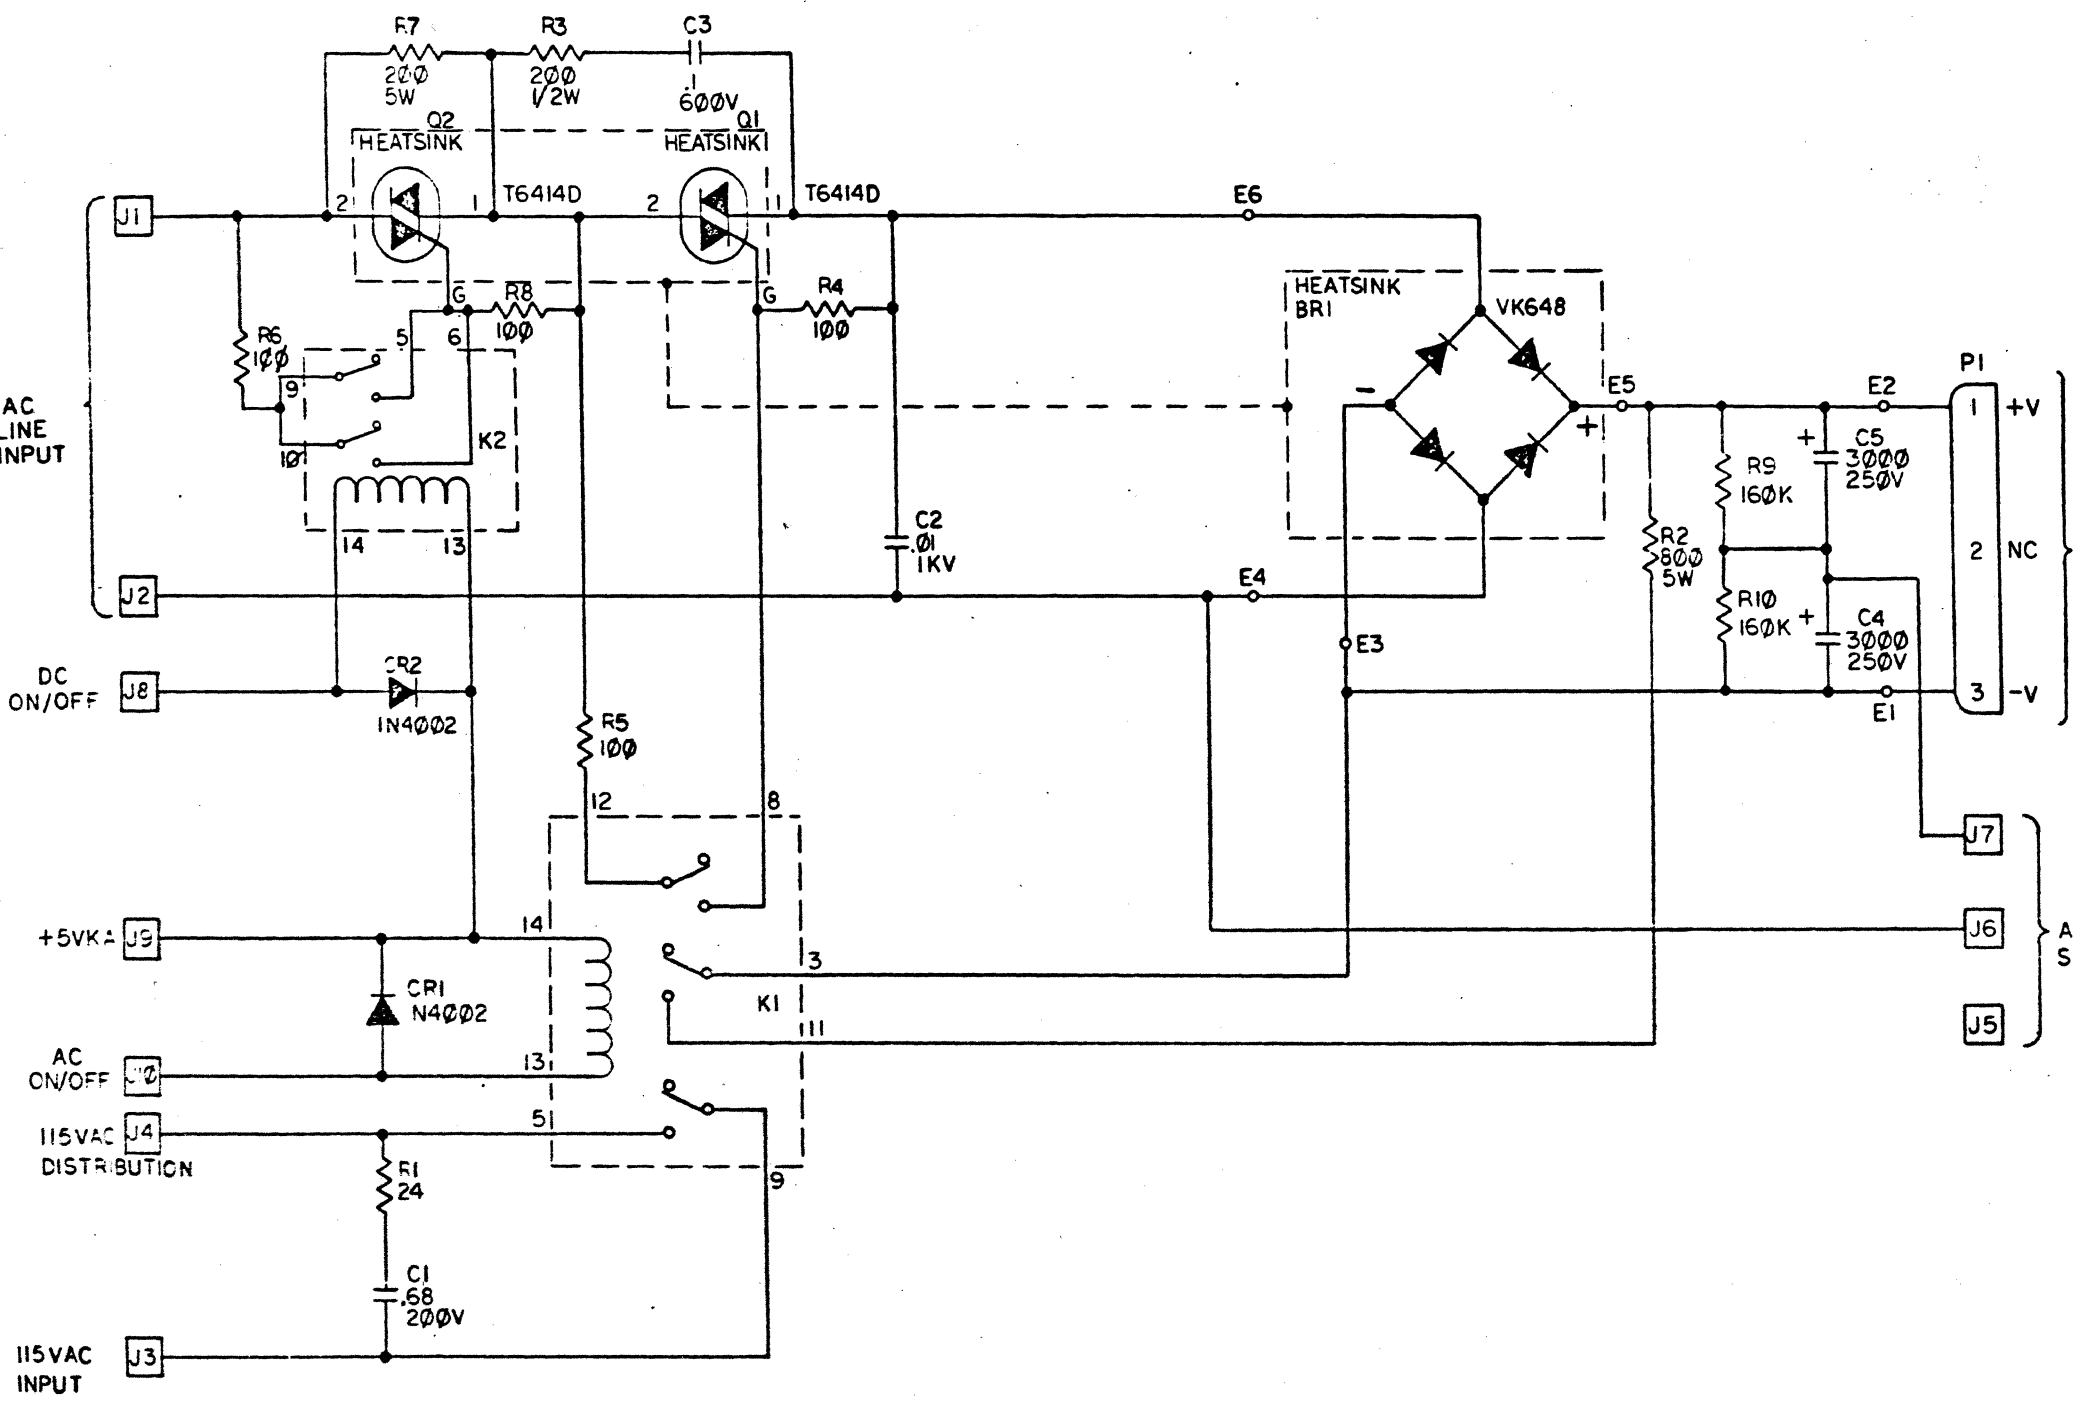 R7
200
5W
R3
200
1/2W
C3
.1
600V
Q2
HEATSINK
Q1
HEATSINK
J1
2
1
T6414D
2
1
T6414D
E6
G
R8
100
G
R4
100
R6
100
5
6
9
10
K2
14
13
AC
LINE
INPUT
J2
C2
.01
1KV
E4
HEATSINK
BR1
VK648
-
+
E5
E3
R2
800
5W
R9
160K
R10
160K
+
C5
3000
250V
+
C4
3000
250V
E2
E1
P1
1
+V
2
NC
3
-V
DC
ON/OFF
J8
CR2
1N4002
R5
100
12
8
J7
J6
J5
A
S
+5VKA
J9
14
CR1
N4002
3
K1
11
AC
ON/OFF
J10
13
115VAC
DISTRIBUTION
J4
5
9
R1
24
C1
.68
200V
115VAC
INPUT
J3